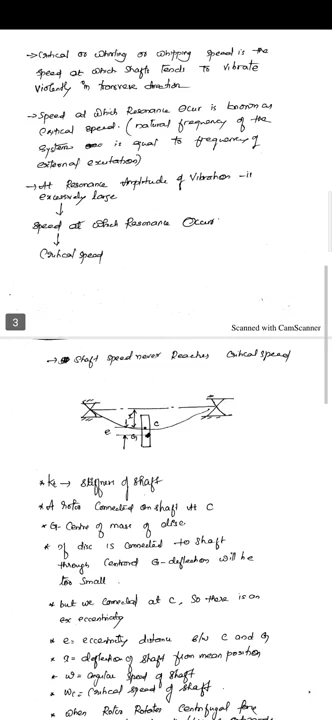 → Critical or whirling or whipping speed is the
speed at which shafts tends to vibrate
violently in transverse direction
→ Speed at which Resonance Occur is known as
critical speed. (natural frequency of the
system is equal to frequency of
external excitation)
→ At Resonance Amplitude of Vibration is
excessively large
↓
Speed at which Resonance Occurs
↓
Critical speed
3
Scanned with CamScanner
→ Shaft speed never Reaches Critical speed
e
r
C
G
* → stiffness of shaft
* A rotor connected on shaft at C
* G- Centre of mass of disc
* if disc is connected to shaft
through centroid G- deflection will be
too small.
* but we connected at C, so there is an
ex eccentricity
* e= eccentricity distance b/w C and G
* = deflection of shaft from mean position
* ω= angular speed of shaft
* ωc= Critical speed of shaft.
* when Rotor Rotates Centrifugal force